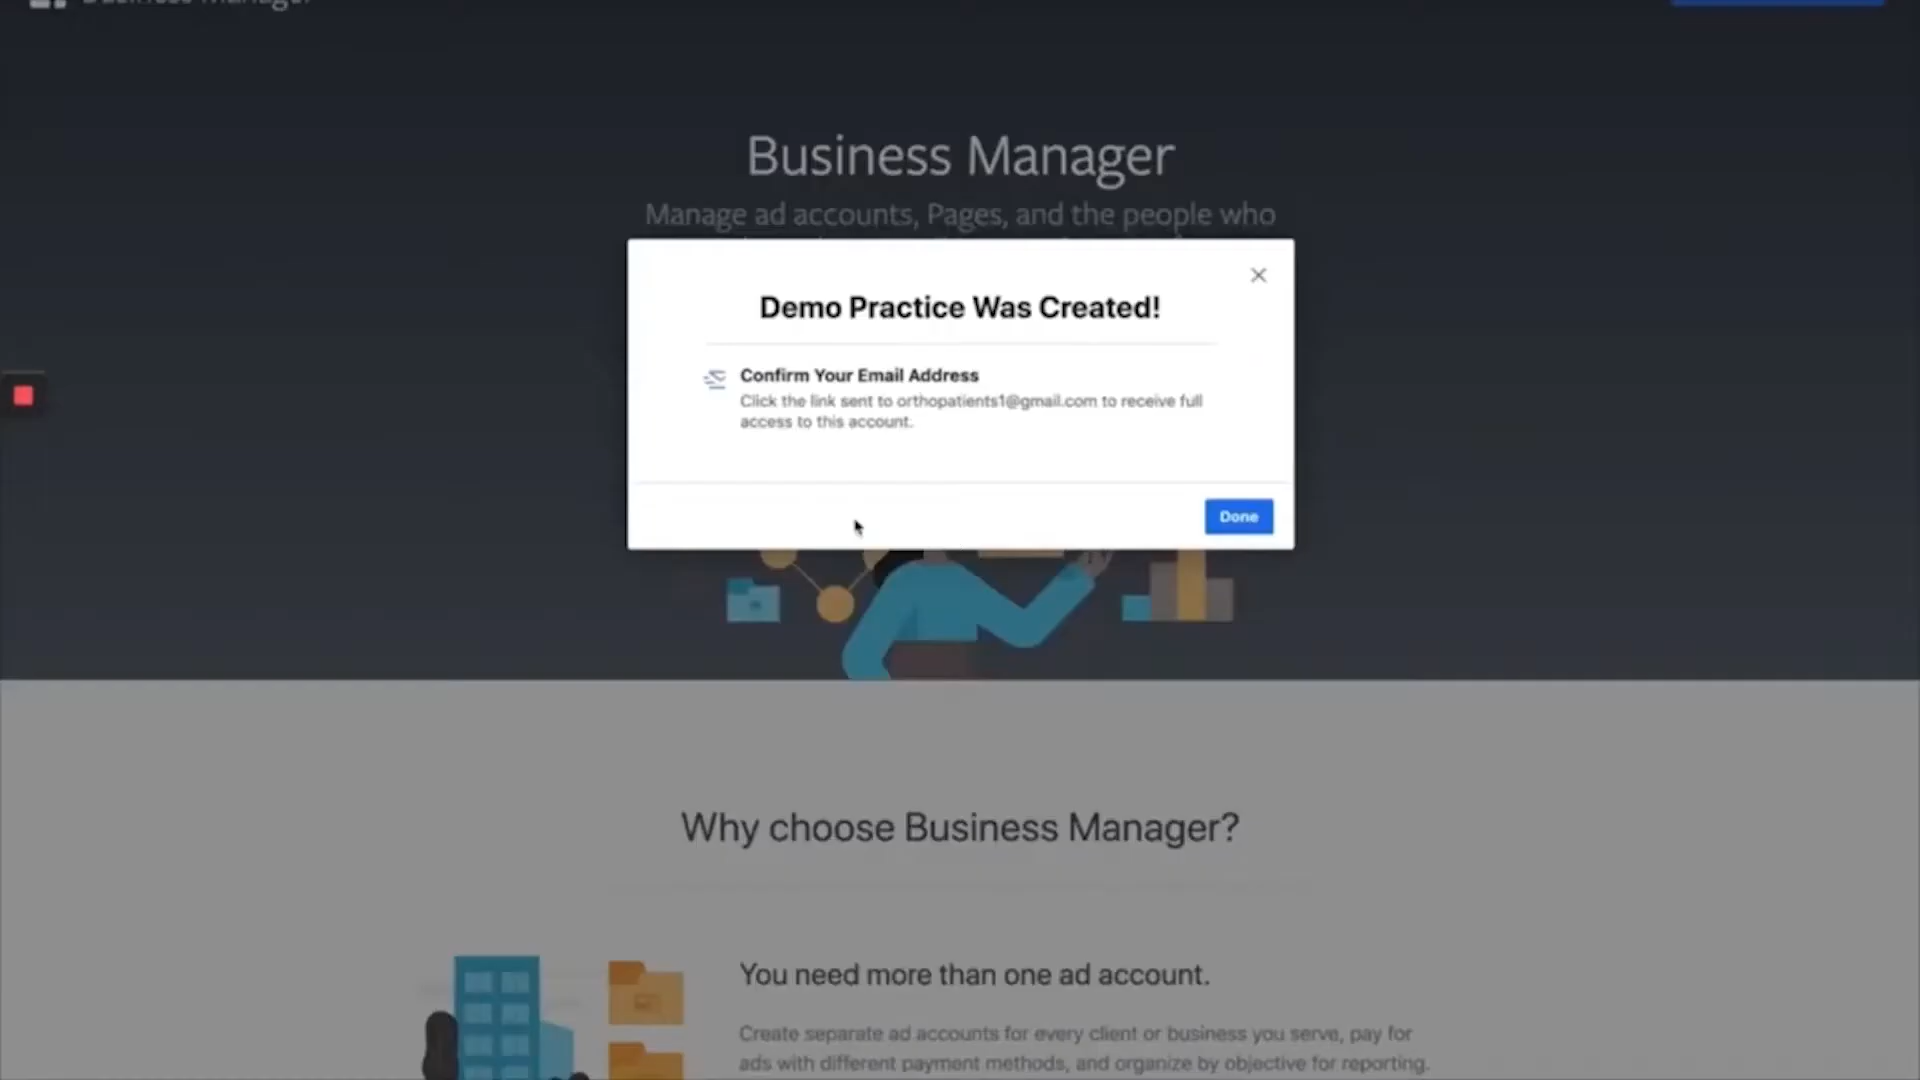 Business Manager
Business Manager
Manage ad accounts, Pages, and the people who
Demo Practice Was Created!
Confirm Your Email Address
Click the link sent to orthopatients1@gmail.com to receive full
access to this account.
Done
Why choose Business Manager?
You need more than one ad account.
Create separate ad accounts for every client or business you serve, pay for
ads with different payment methods, and organize by objective for reporting.